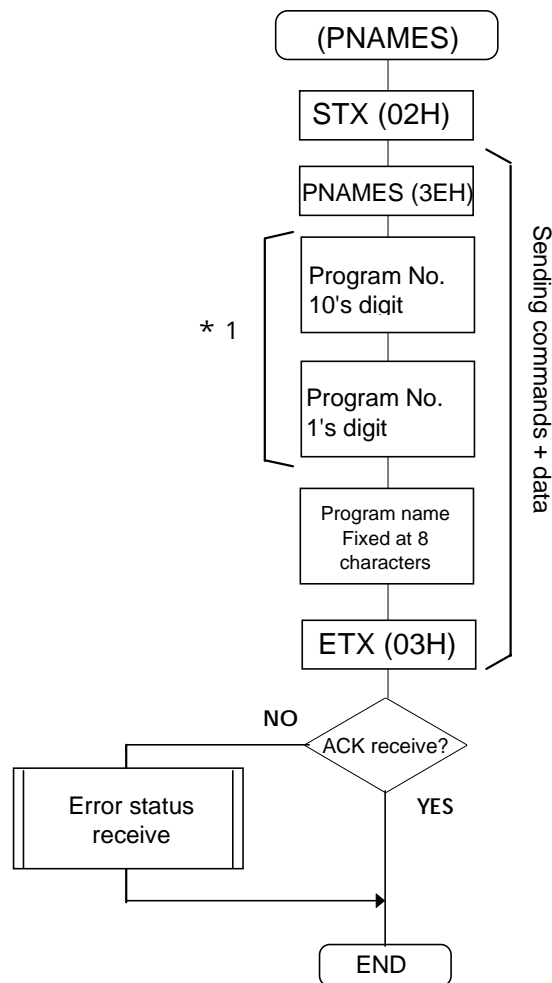 (PNAMES)
STX (02H)
PNAMES (3EH)
Program No.
10's digit
* 1
Program No.
1's digit
Program name
Fixed at 8
characters
ETX (03H)
Sending commands + data
ACK receive?
NO
YES
Error status
receive
END